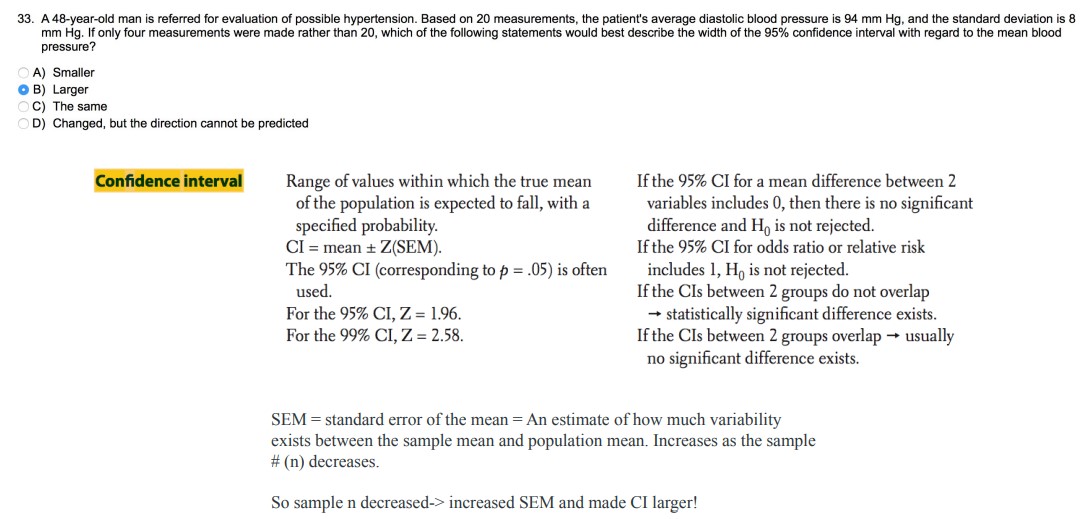 33. A 48-year-old man is referred for evaluation of possible hypertension. Based on 20 measurements, the patient's average diastolic blood pressure is 94 mm Hg, and the standard deviation is 8
mm Hg. If only four measurements were made rather than 20, which of the following statements would best describe the width of the 95% confidence interval with regard to the mean blood
pressure?
A) Smaller
B) Larger
C) The same
D) Changed, but the direction cannot be predicted
Confidence interval
Range of values within which the true mean
of the population is expected to fall, with a
specified probability.
CI = mean ± Z(SEM).
The 95% CI (corresponding to p = .05) is often
used.
For the 95% CI, Z = 1.96.
For the 99% CI, Z = 2.58.
If the 95% CI for a mean difference between 2
variables includes 0, then there is no significant
difference and H₀ is not rejected.
If the 95% CI for odds ratio or relative risk
includes 1, H₀ is not rejected.
If the CIs between 2 groups do not overlap
→ statistically significant difference exists.
If the CIs between 2 groups overlap → usually
no significant difference exists.
SEM = standard error of the mean = An estimate of how much variability
exists between the sample mean and population mean. Increases as the sample
# (n) decreases.
So sample n decreased-> increased SEM and made CI larger!